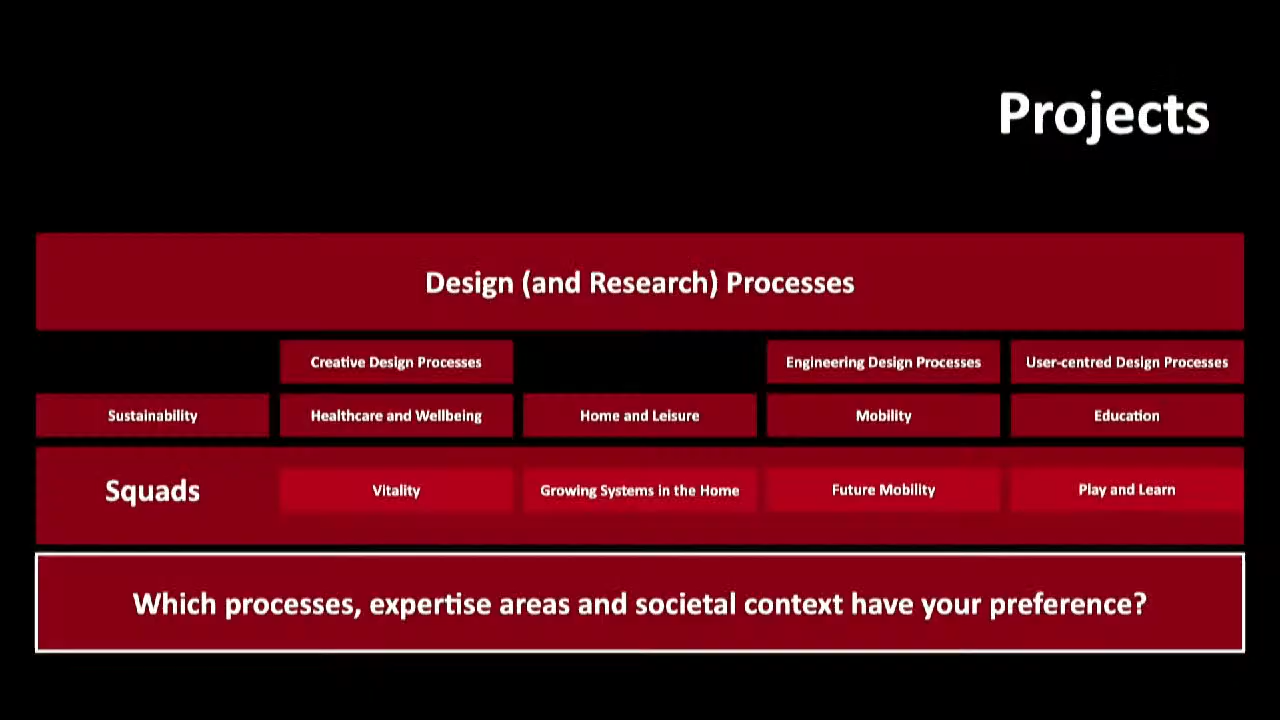 Projects
Design (and Research) Processes
Creative Design Processes
Engineering Design Processes
User-centred Design Processes
Sustainability
Healthcare and Wellbeing
Home and Leisure
Mobility
Education
Squads
Vitality
Growing Systems in the Home
Future Mobility
Play and Learn
Which processes, expertise areas and societal context have your preference?